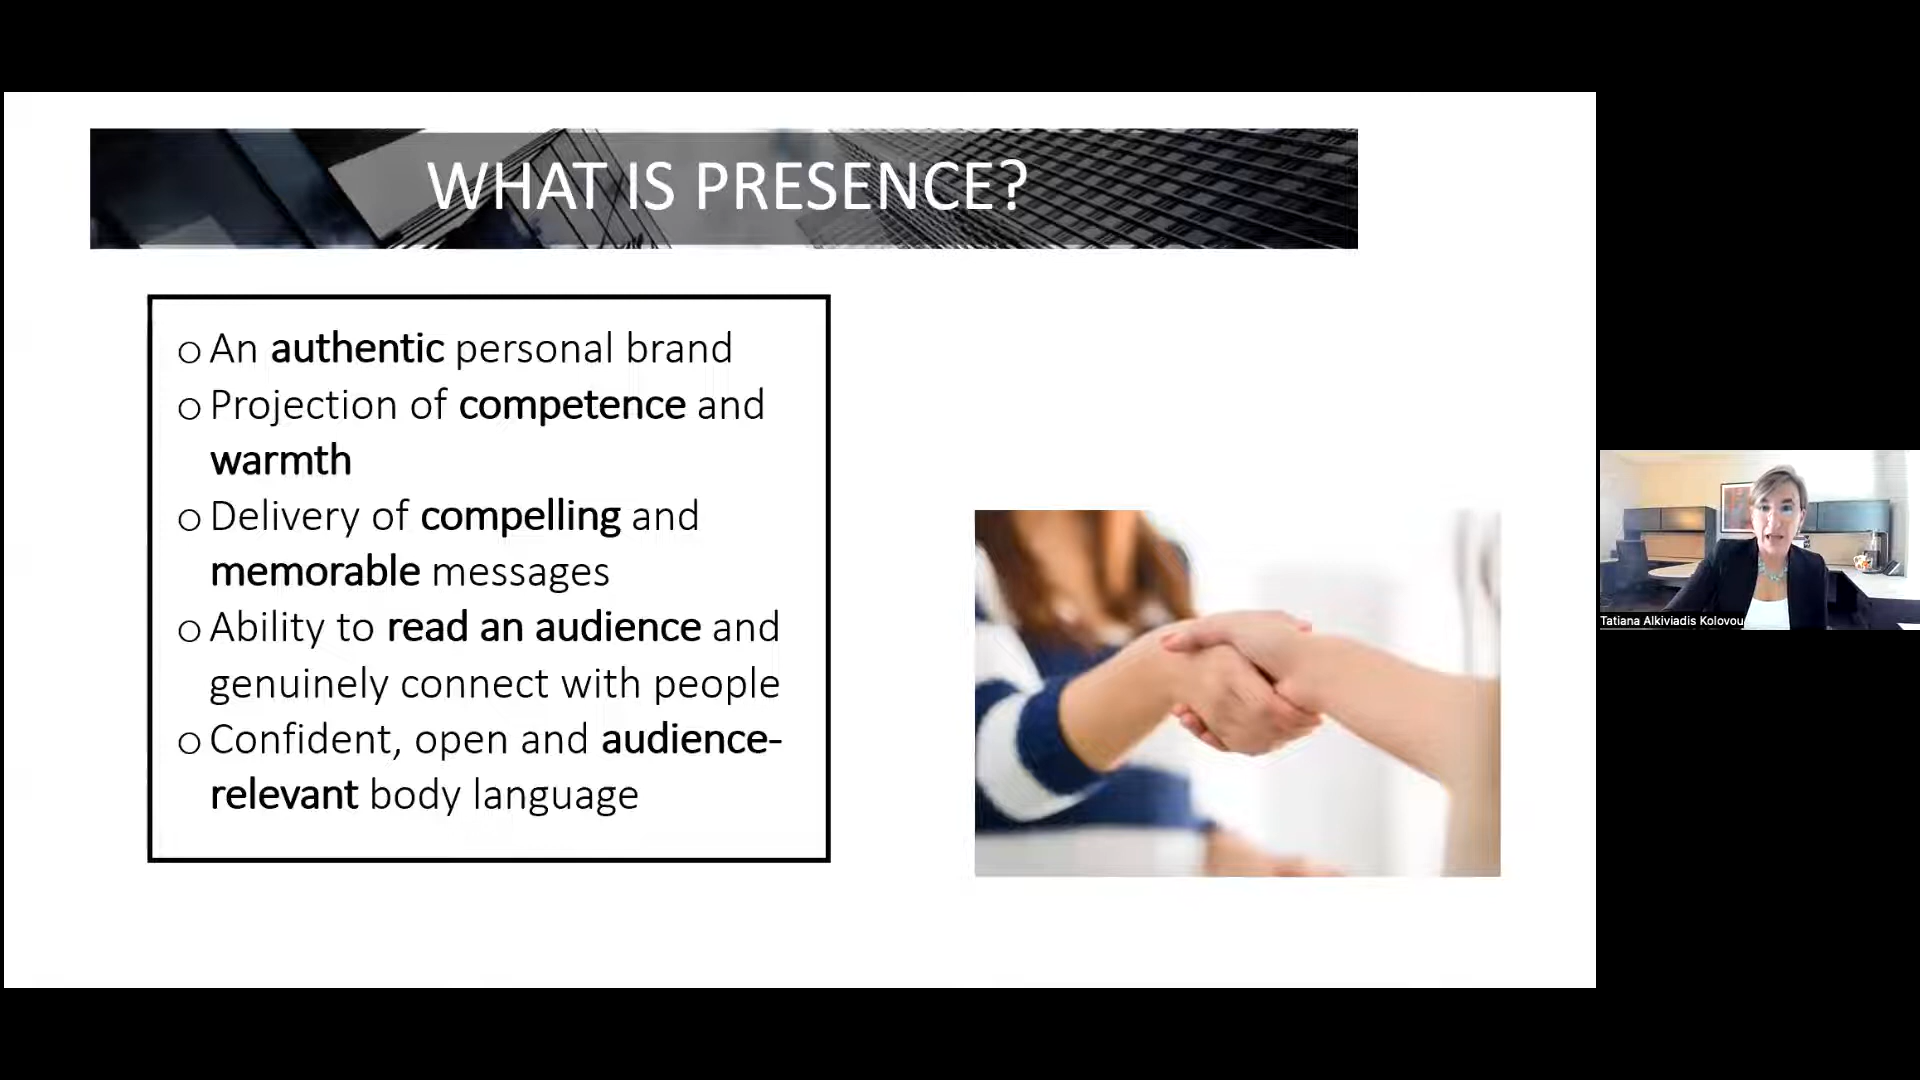 WHAT IS PRESENCE?
o An authentic personal brand
o Projection of competence and
warmth
o Delivery of compelling and
memorable messages
o Ability to read an audience and
genuinely connect with people
o Confident, open and audience-
relevant body language
Tatiana Alkiviadis Kolovou